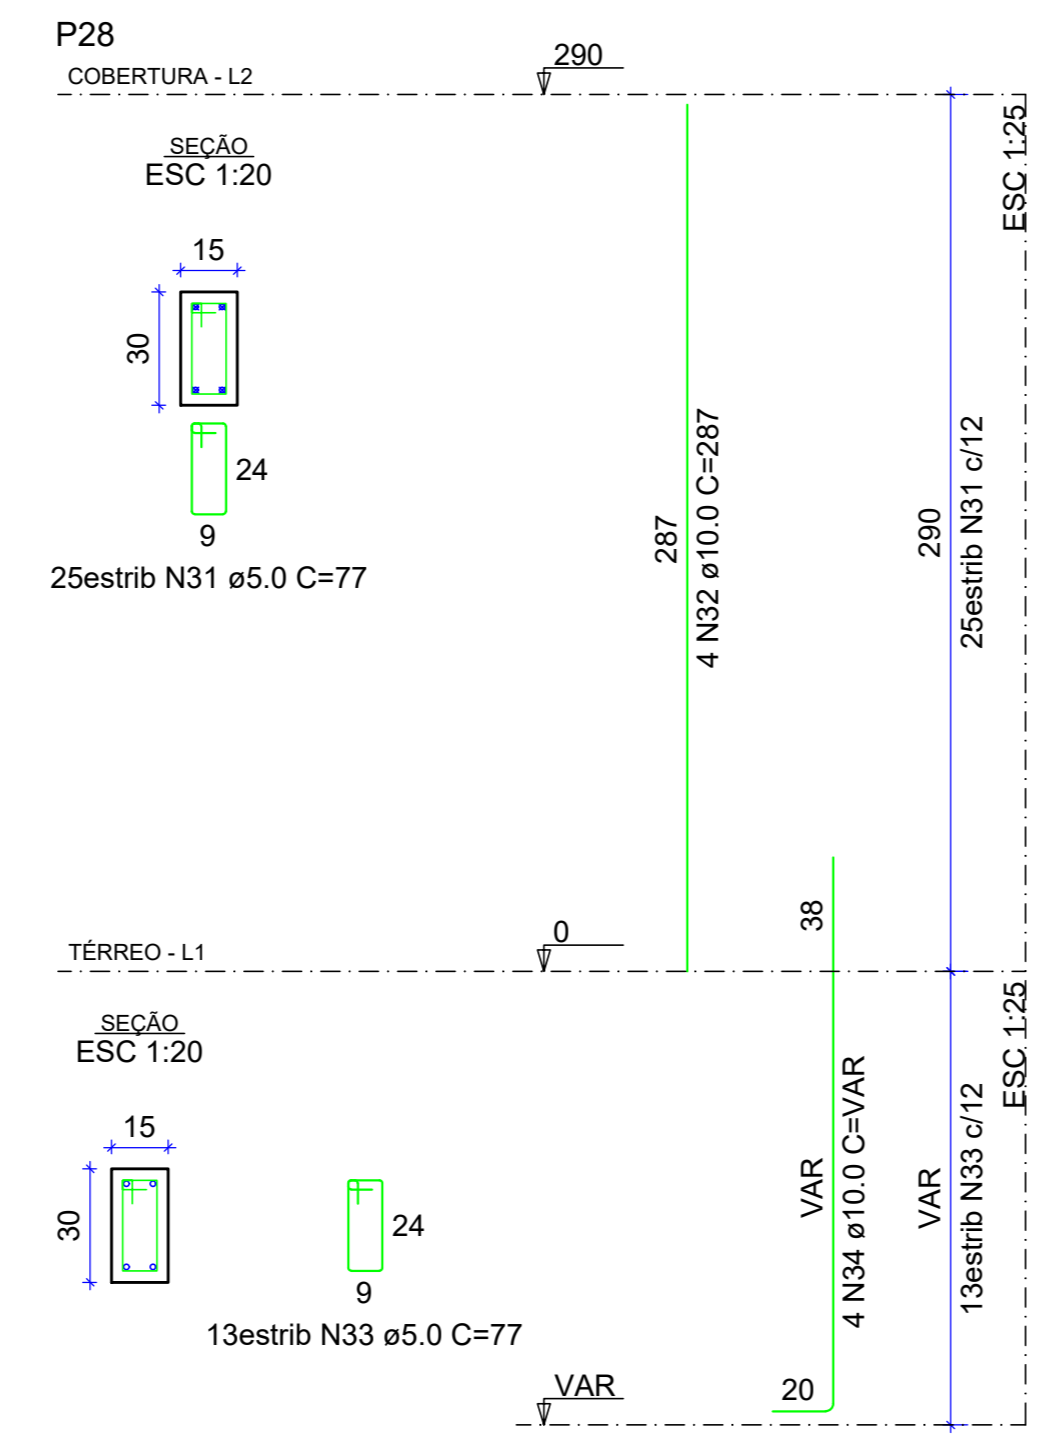 P28
COBERTURA - L2
290
ESC 1:25
SEÇÃO
ESC 1:20
15
30
24
9
25estrib N31 ø5.0 C=77
287
4 N32 ø10.0 C=287
290
25estrib N31 c/12
38
TÉRREO - L1
0
ESC 1:25
SEÇÃO
ESC 1:20
15
30
24
9
13estrib N33 ø5.0 C=77
VAR
4 N34 ø10.0 C=VAR
VAR
13estrib N33 c/12
20
VAR